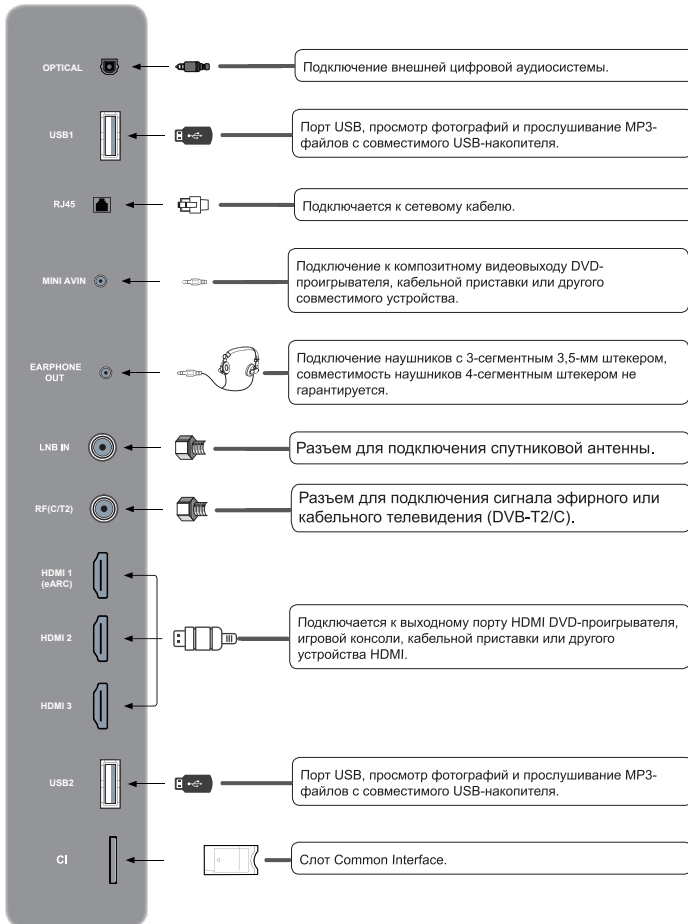 OPTICAL
Подключение внешней цифровой аудиосистемы.
USB1
Порт USB, просмотр фотографий и прослушивание MP3-
файлов с совместимого USB-накопителя.
RJ45
Подключается к сетевому кабелю.
MINI AVIN
Подключение к композитному видеовыходу DVD-
проигрывателя, кабельной приставки или другого
совместимого устройства.
EARPHONE
OUT
Подключение наушников с 3-сегментным 3,5-мм штекером,
совместимость наушников 4-сегментным штекером не
гарантируется.
LNB IN
Разъем для подключения спутниковой антенны.
RF(C/T2)
Разъем для подключения сигнала эфирного или
кабельного телевидения (DVB-T2/C).
HDMI 1
(eARC)
HDMI 2
Подключается к выходному порту HDMI DVD-проигрывателя,
игровой консоли, кабельной приставки или другого
устройства HDMI.
HDMI 3
USB2
Порт USB, просмотр фотографий и прослушивание MP3-
файлов с совместимого USB-накопителя.
CI
Слот Common Interface.